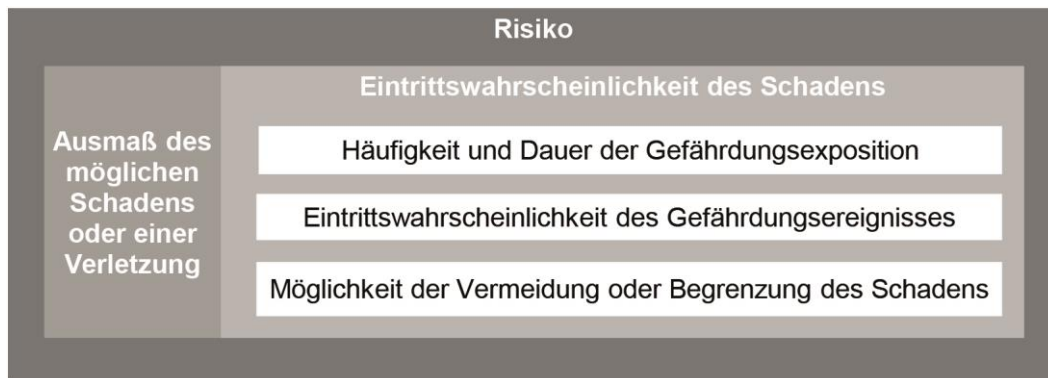 Risiko
Ausmaß des
möglichen
Schadens
oder einer
Verletzung
Eintrittswahrscheinlichkeit des Schadens
Häufigkeit und Dauer der Gefährdungsexposition
Eintrittswahrscheinlichkeit des Gefährdungsereignisses
Möglichkeit der Vermeidung oder Begrenzung des Schadens